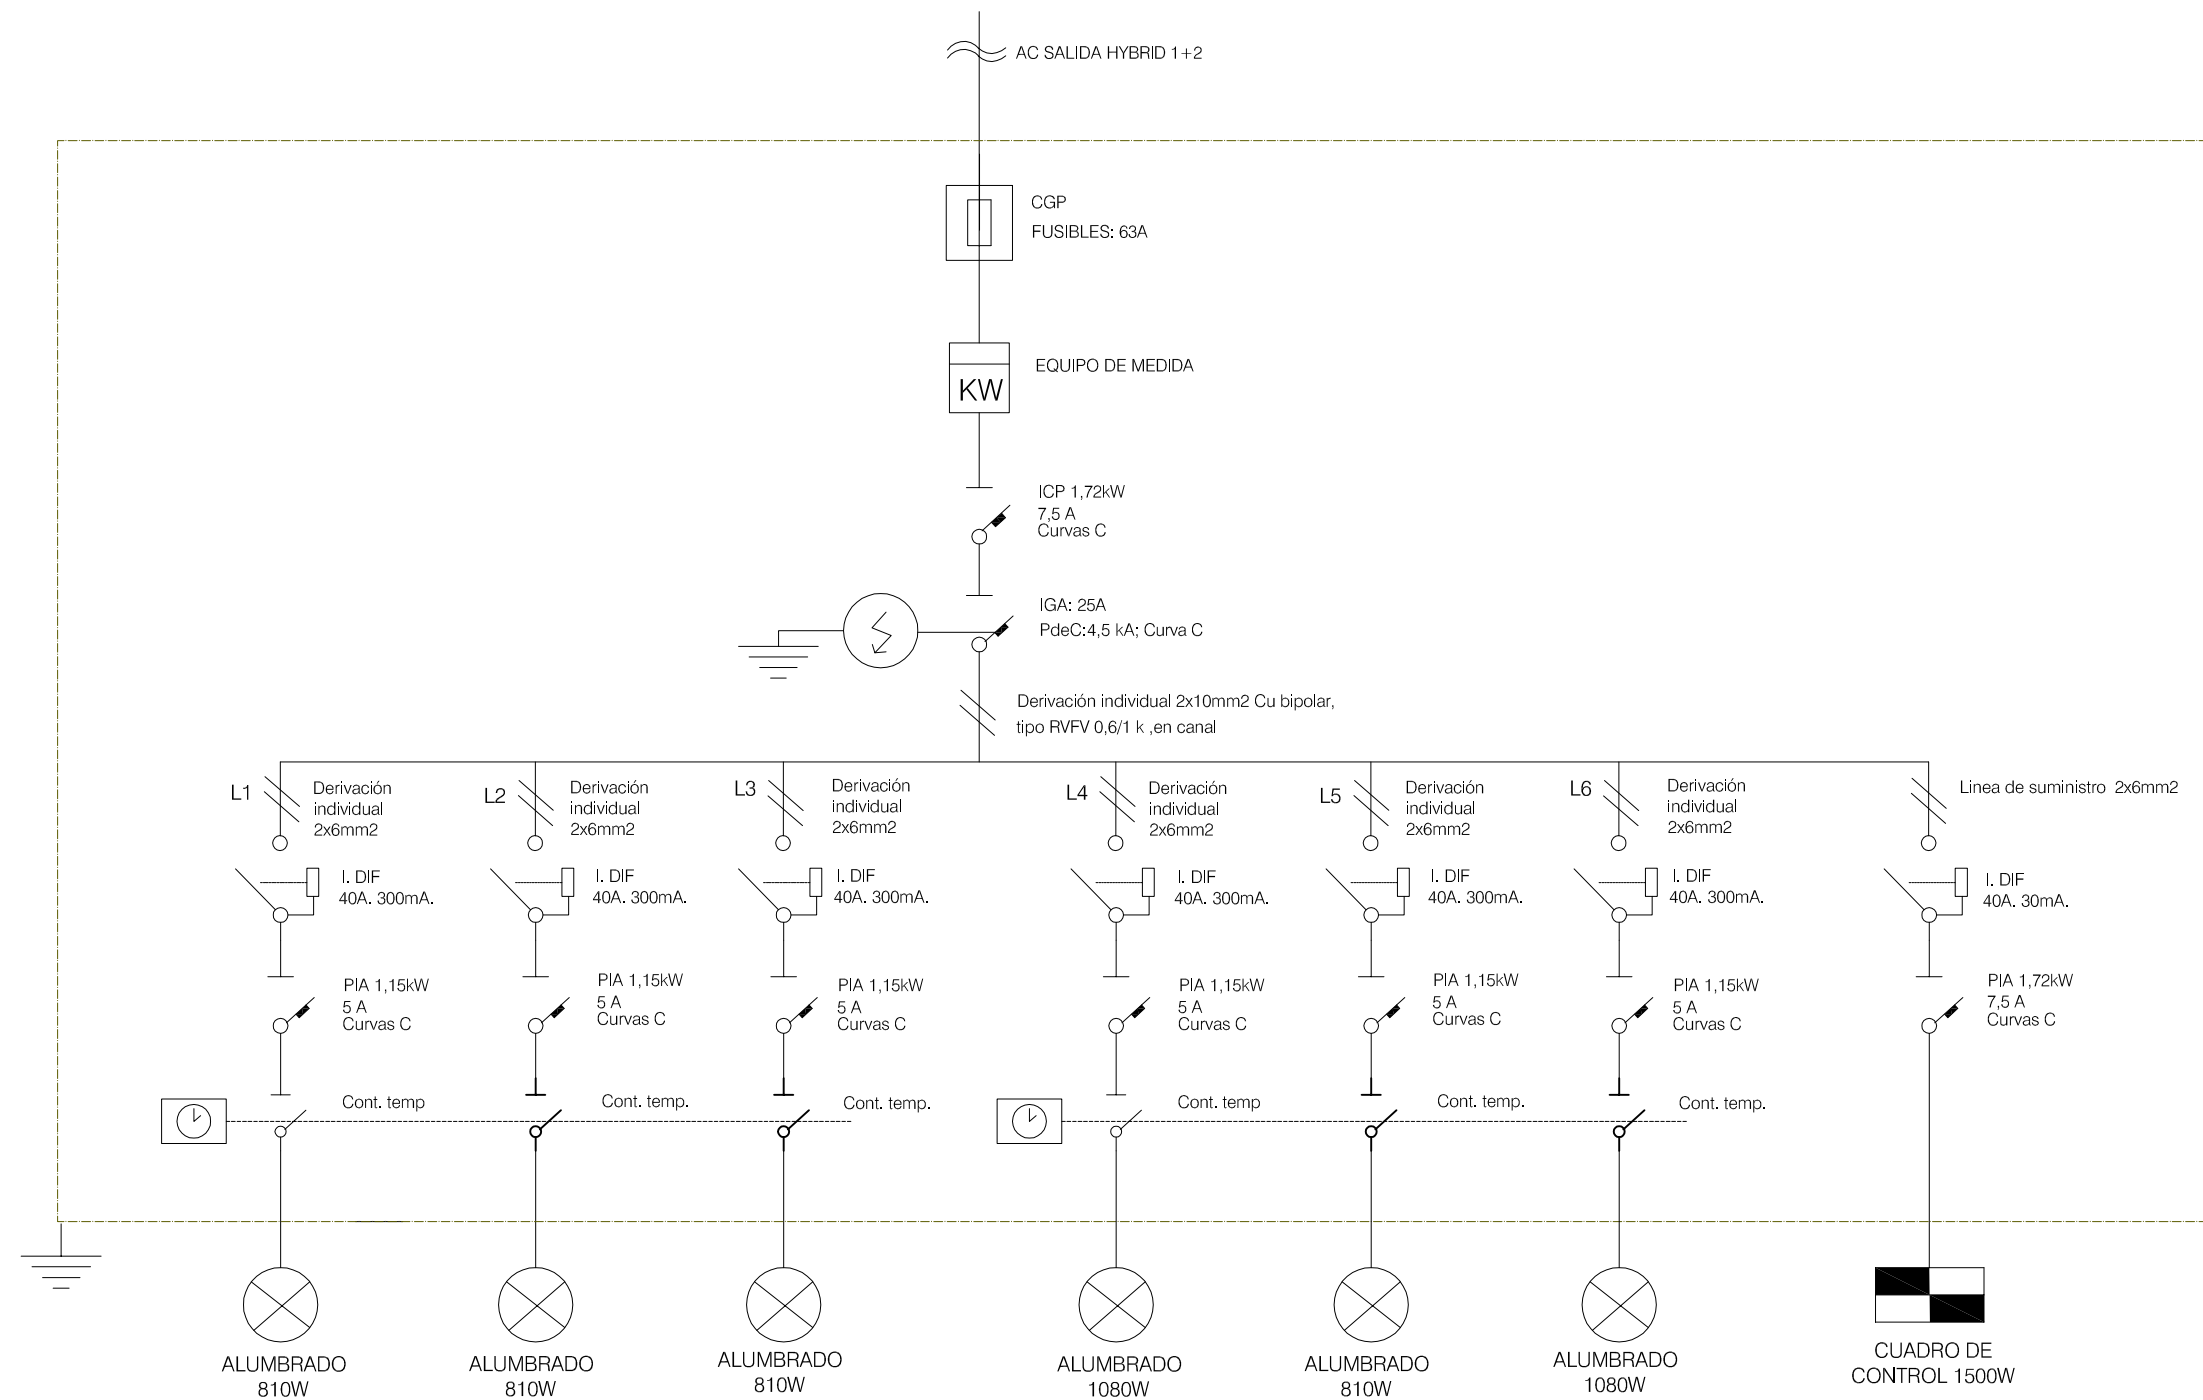 AC SALIDA HYBRID 1+2
CGP
FUSIBLES: 63A
EQUIPO DE MEDIDA
KW
ICP 1,72kW
7,5 A
Curvas C
IGA: 25A
PdeC:4,5 kA; Curva C
Derivación individual 2x10mm2 Cu bipolar,
tipo RVFV 0,6/1 k ,en canal
L1
Derivación
individual
2x6mm2
L2
Derivación
individual
2x6mm2
L3
Derivación
individual
2x6mm2
L4
Derivación
individual
2x6mm2
L5
Derivación
individual
2x6mm2
L6
Derivación
individual
2x6mm2
Linea de suministro 2x6mm2
I. DIF
40A. 300mA.
I. DIF
40A. 300mA.
I. DIF
40A. 300mA.
I. DIF
40A. 300mA.
I. DIF
40A. 300mA.
I. DIF
40A. 300mA.
I. DIF
40A. 30mA.
PIA 1,15kW
5 A
Curvas C
PIA 1,15kW
5 A
Curvas C
PIA 1,15kW
5 A
Curvas C
PIA 1,15kW
5 A
Curvas C
PIA 1,15kW
5 A
Curvas C
PIA 1,15kW
5 A
Curvas C
PIA 1,72kW
7,5 A
Curvas C
Cont. temp
Cont. temp.
Cont. temp.
Cont. temp
Cont. temp.
Cont. temp.
ALUMBRADO
810W
ALUMBRADO
810W
ALUMBRADO
810W
ALUMBRADO
1080W
ALUMBRADO
810W
ALUMBRADO
1080W
CUADRO DE
CONTROL 1500W